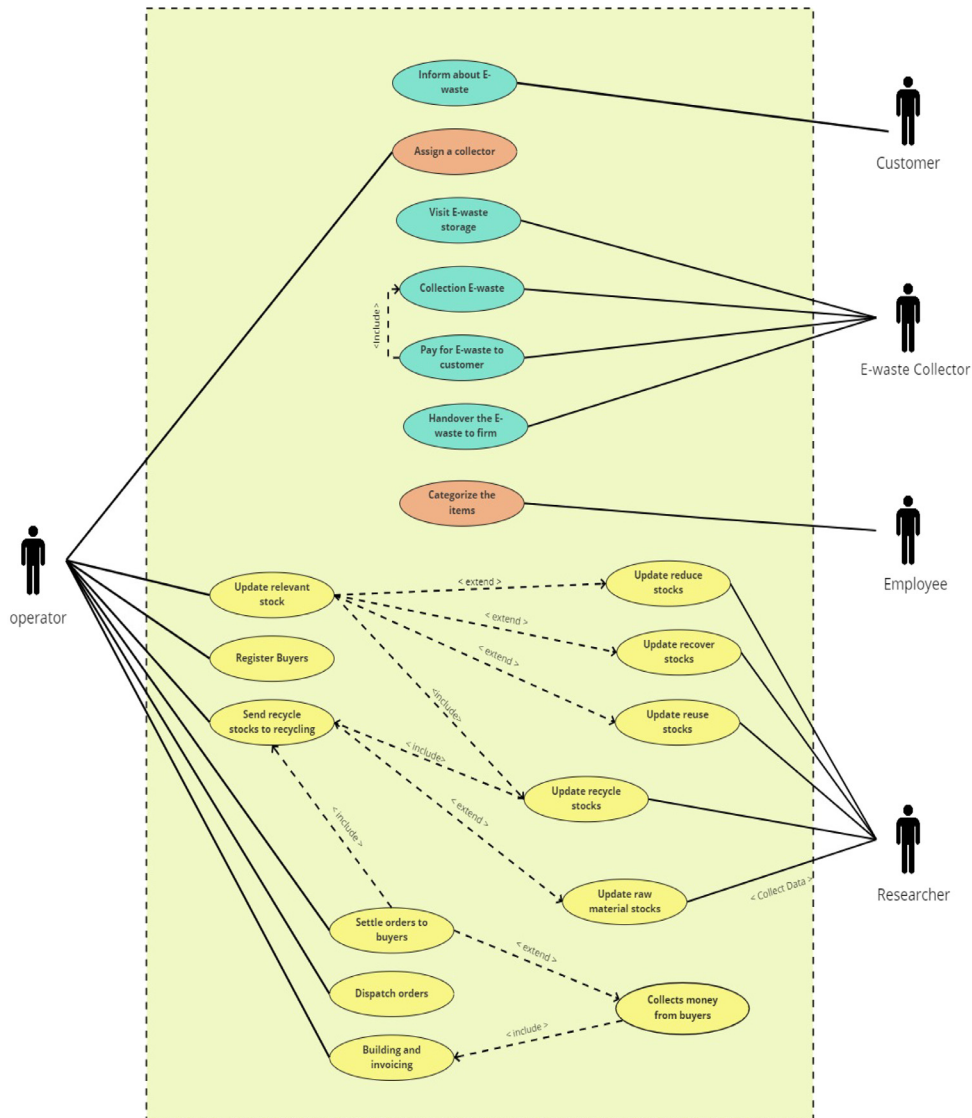 Inform about E-
waste
Customer
Assign a collector
Visit E-waste
storage
Collection E-waste
<Include>
Pay for E-waste to
customer
E-waste Collector
Handover the E-
waste to firm
Categorize the
items
Employee
operator
Update relevant
stock
< extend >
Update reduce
stocks
Register Buyers
< extend >
Update recover
stocks
Send recycle
stocks to recycling
< extend >
Update reuse
stocks
<include>
< include>
Update recycle
stocks
< extend >
< include >
Update raw
material stocks
< Collect Data >
Researcher
Settle orders to
buyers
< extend >
Dispatch orders
Collects money
from buyers
< include >
Building and
invoicing